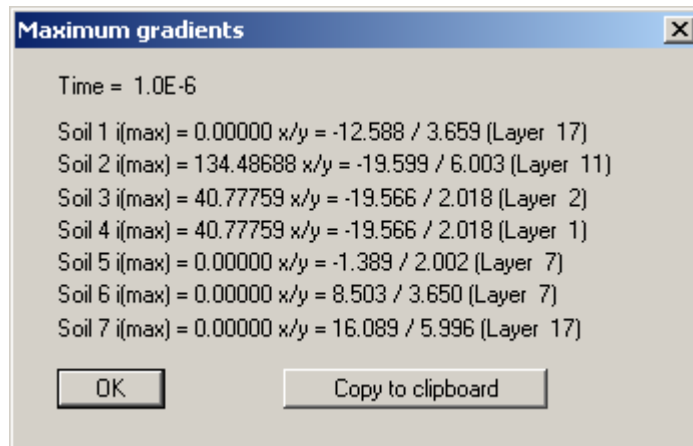 Maximum gradients
Time = 1.0E-6
Soil 1 i(max) = 0.00000 x/y = -12.588 / 3.659 (Layer 17)
Soil 2 i(max) = 134.48688 x/y = -19.599 / 6.003 (Layer 11)
Soil 3 i(max) = 40.77759 x/y = -19.566 / 2.018 (Layer 2)
Soil 4 i(max) = 40.77759 x/y = -19.566 / 2.018 (Layer 1)
Soil 5 i(max) = 0.00000 x/y = -1.389 / 2.002 (Layer 7)
Soil 6 i(max) = 0.00000 x/y = 8.503 / 3.650 (Layer 7)
Soil 7 i(max) = 0.00000 x/y = 16.089 / 5.996 (Layer 17)
OK Copy to clipboard